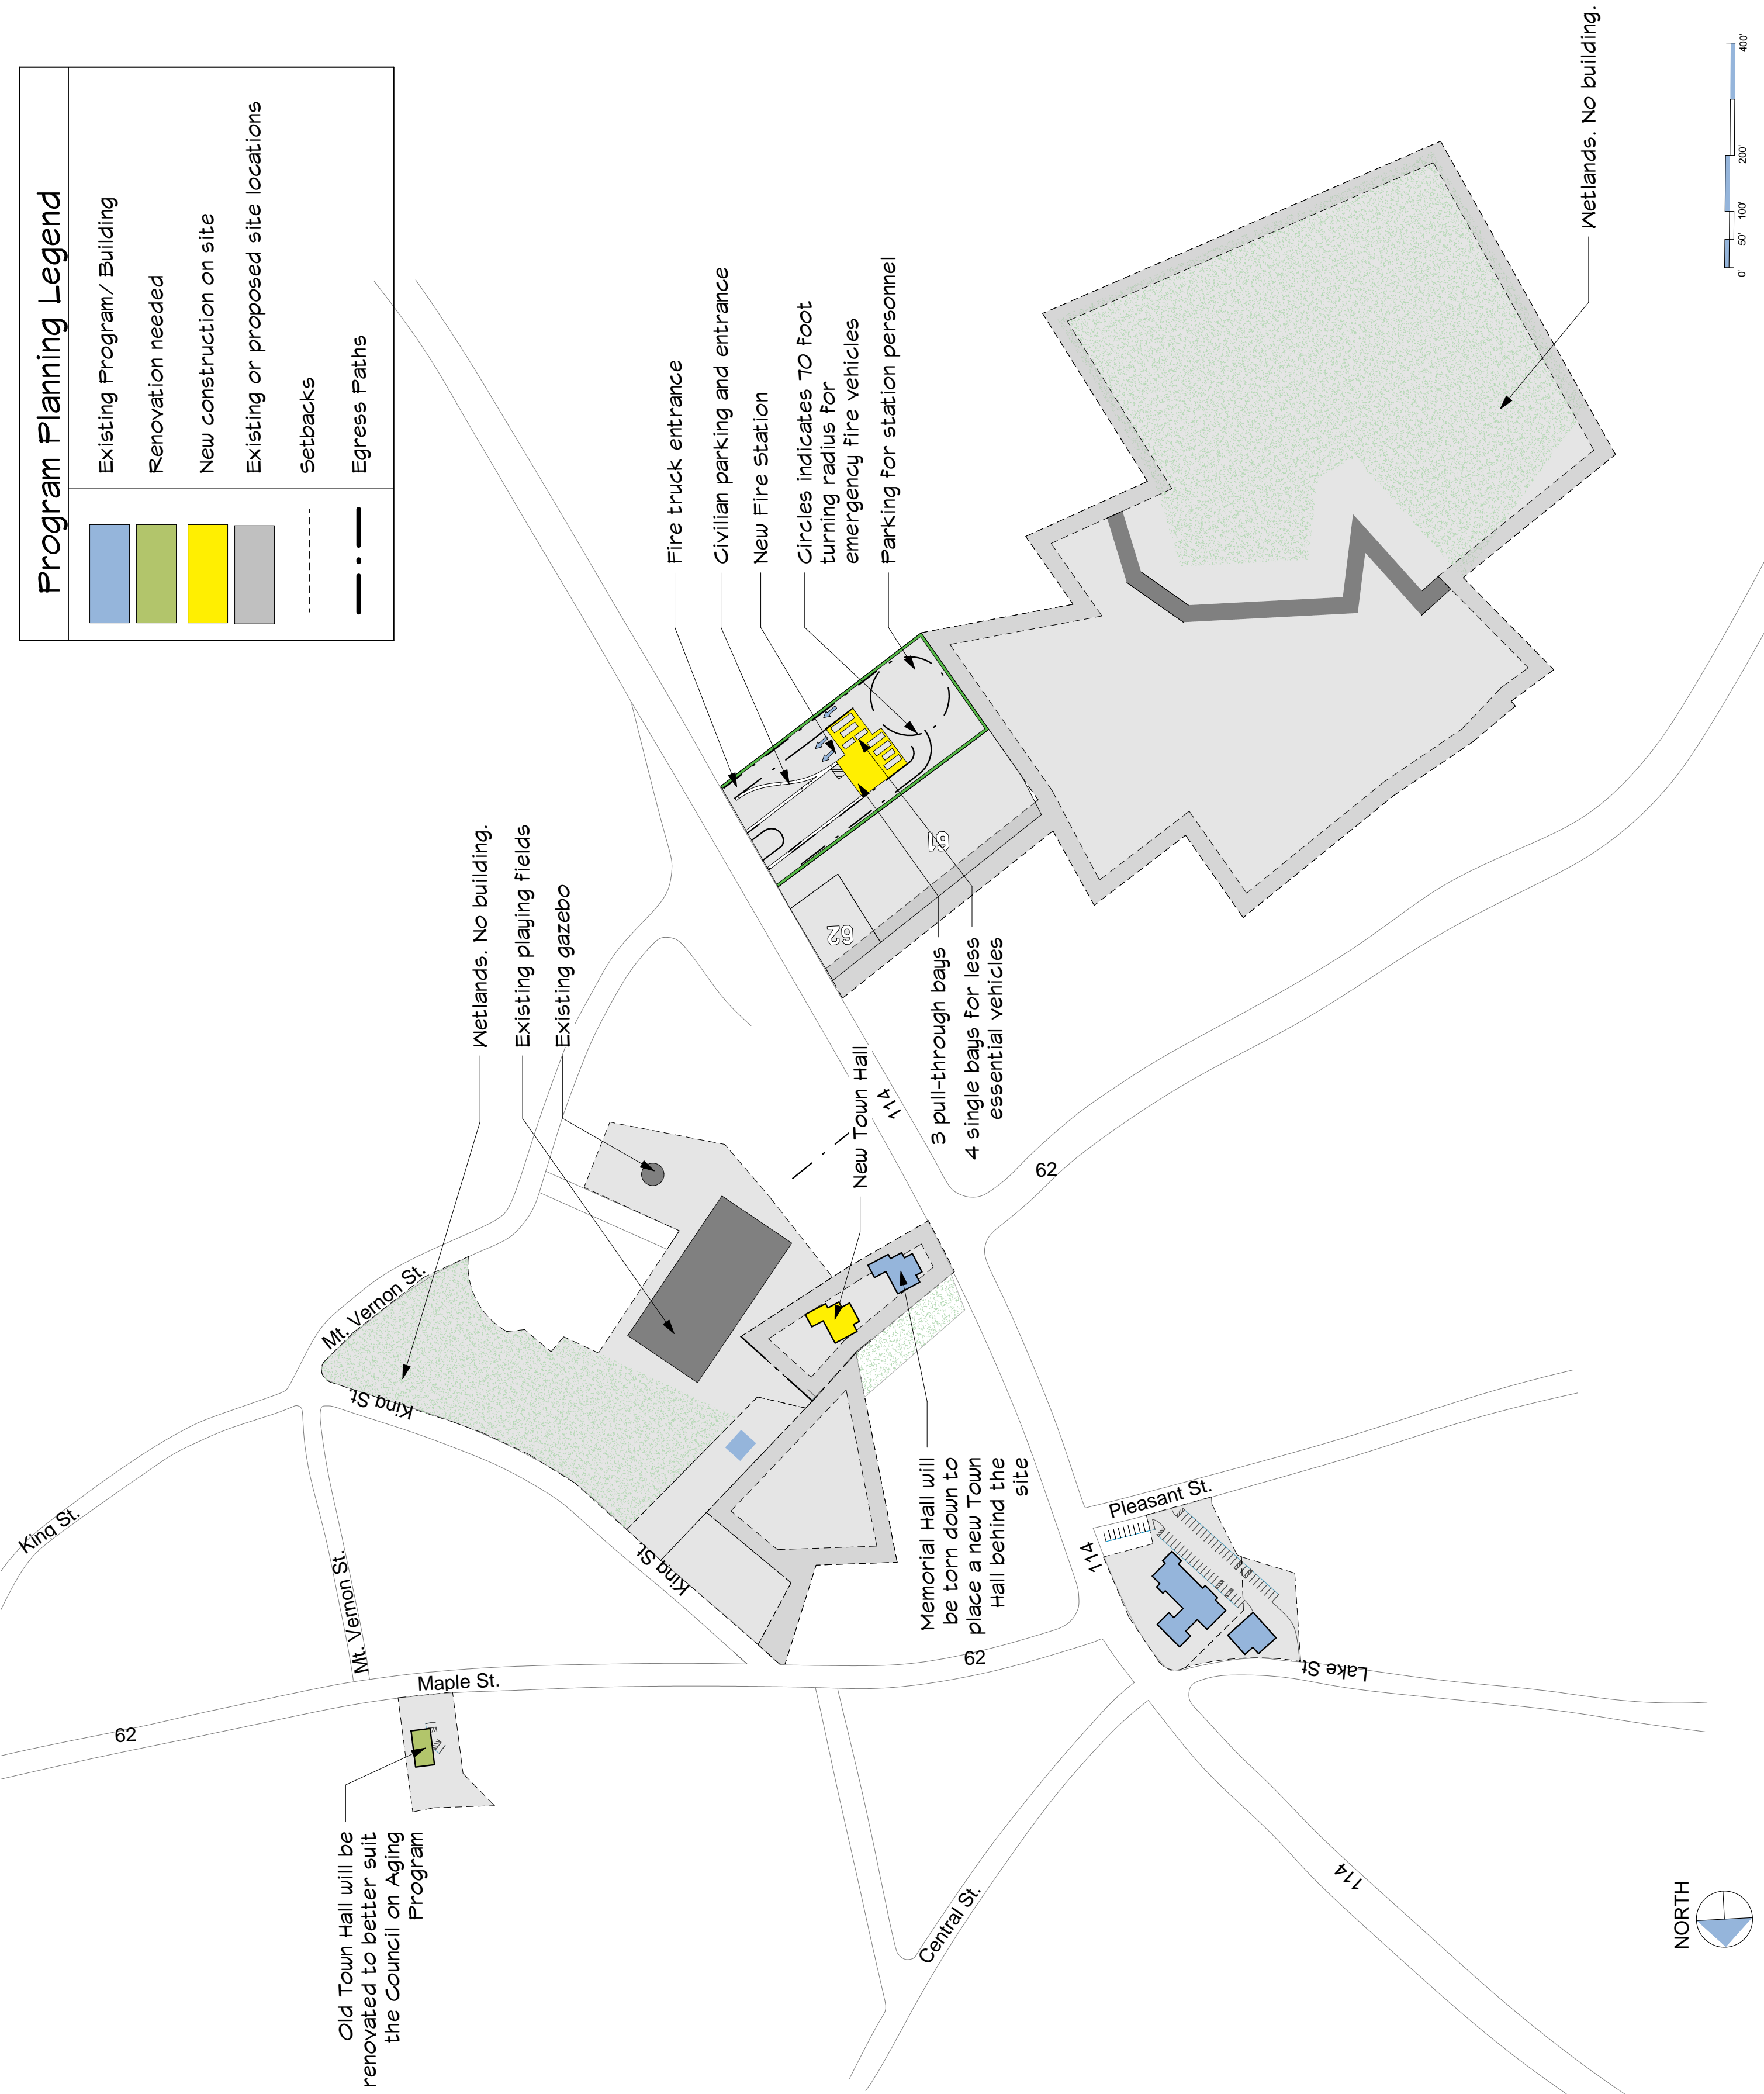 Program Planning Legend
Existing Program/ Building
Renovation needed
New construction on site
Existing or proposed site locations
Setbacks
Egress Paths
Fire truck entrance
Civilian parking and entrance
New Fire Station
Circles indicates 70 foot
turning radius for
emergency fire vehicles
Parking for station personnel
Wetlands. No building.
0'
50'
100'
200'
400'
Wetlands. No building.
Existing playing fields
Existing gazebo
61
62
New Town Hall
114
3 pull-through bays
4 single bays for less
essential vehicles
62
Mt. Vernon St.
King St.
King St.
King St.
Mt. Vernon St.
Memorial Hall will
be torn down to
place a new Town
Hall behind the
site
Pleasant St.
114
62
Lake St.
Maple St.
62
Old Town Hall will be
renovated to better suit
the Council on Aging
Program
Central St.
114
NORTH